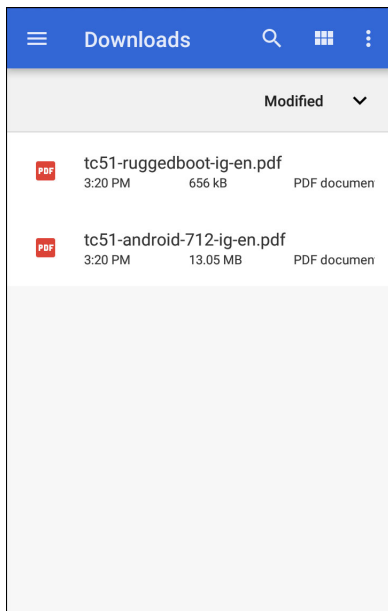 Downloads
Modified
PDF
tc51-ruggedboot-ig-en.pdf
3:20 PM 656 kB PDF documen
PDF
tc51-android-712-ig-en.pdf
3:20 PM 13.05 MB PDF documen